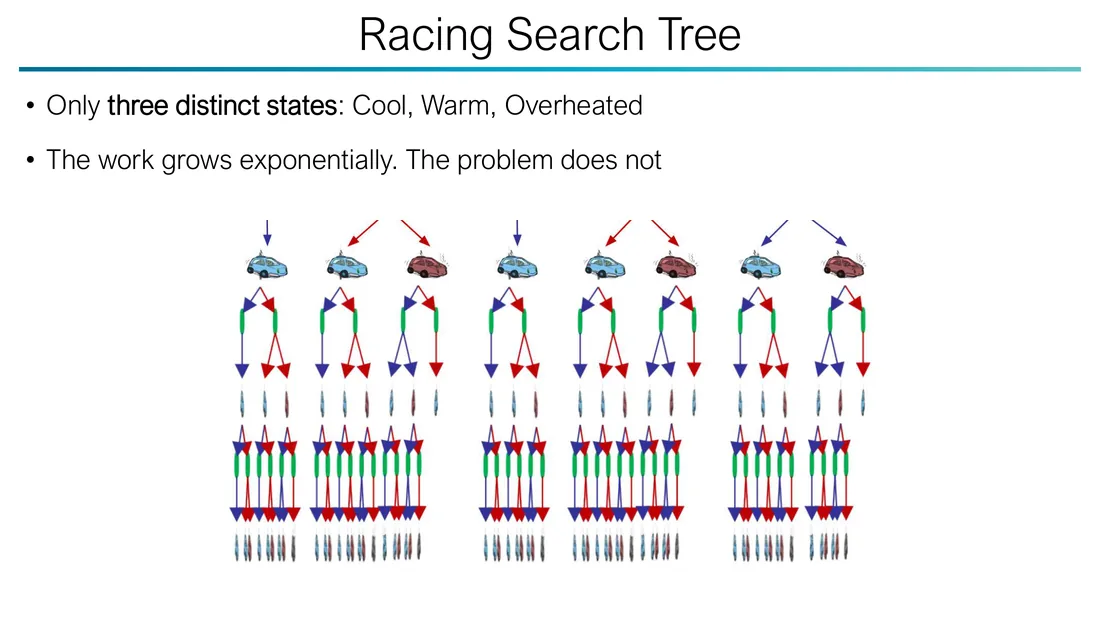 Racing Search Tree
• Only three distinct states: Cool, Warm, Overheated
• The work grows exponentially. The problem does not